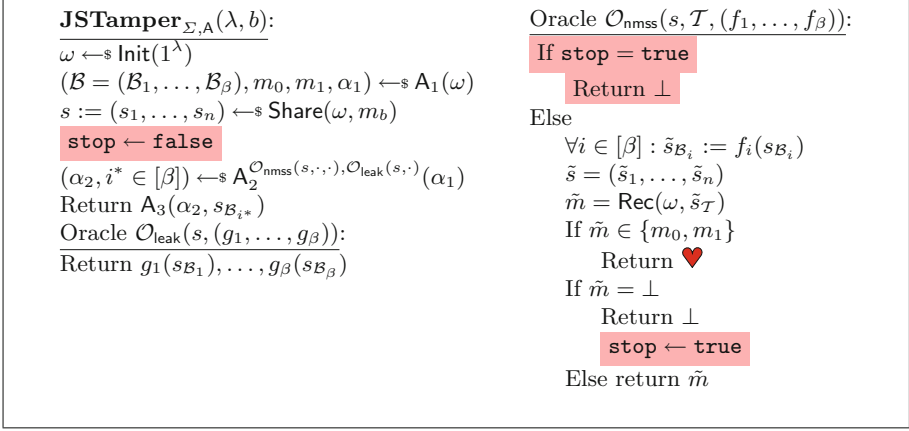 JSTamper_{Σ,A}(λ, b):
ω ←$ Init(1^λ)
(ℬ = (ℬ_1, …, ℬ_β), m_0, m_1, α_1) ←$ A_1(ω)
s := (s_1, …, s_n) ←$ Share(ω, m_b)
stop ← false
(α_2, i* ∈ [β]) ←$ A_2^{𝒪_nmss(s,·,·),𝒪_leak(s,·)}(α_1)
Return A_3(α_2, s_{ℬ_{i*}})
Oracle 𝒪_leak(s, (g_1, …, g_β)):
Return g_1(s_{ℬ_1}), …, g_β(s_{ℬ_β})
Oracle 𝒪_nmss(s, 𝒯, (f_1, …, f_β)):
If stop = true
Return ⊥
Else
∀i ∈ [β] : s̃_{ℬ_i} := f_i(s_{ℬ_i})
s̃ = (s̃_1, …, s̃_n)
m̃ = Rec(ω, s̃_𝒯)
If m̃ ∈ {m_0, m_1}
Return ♥
If m̃ = ⊥
Return ⊥
stop ← true
Else return m̃